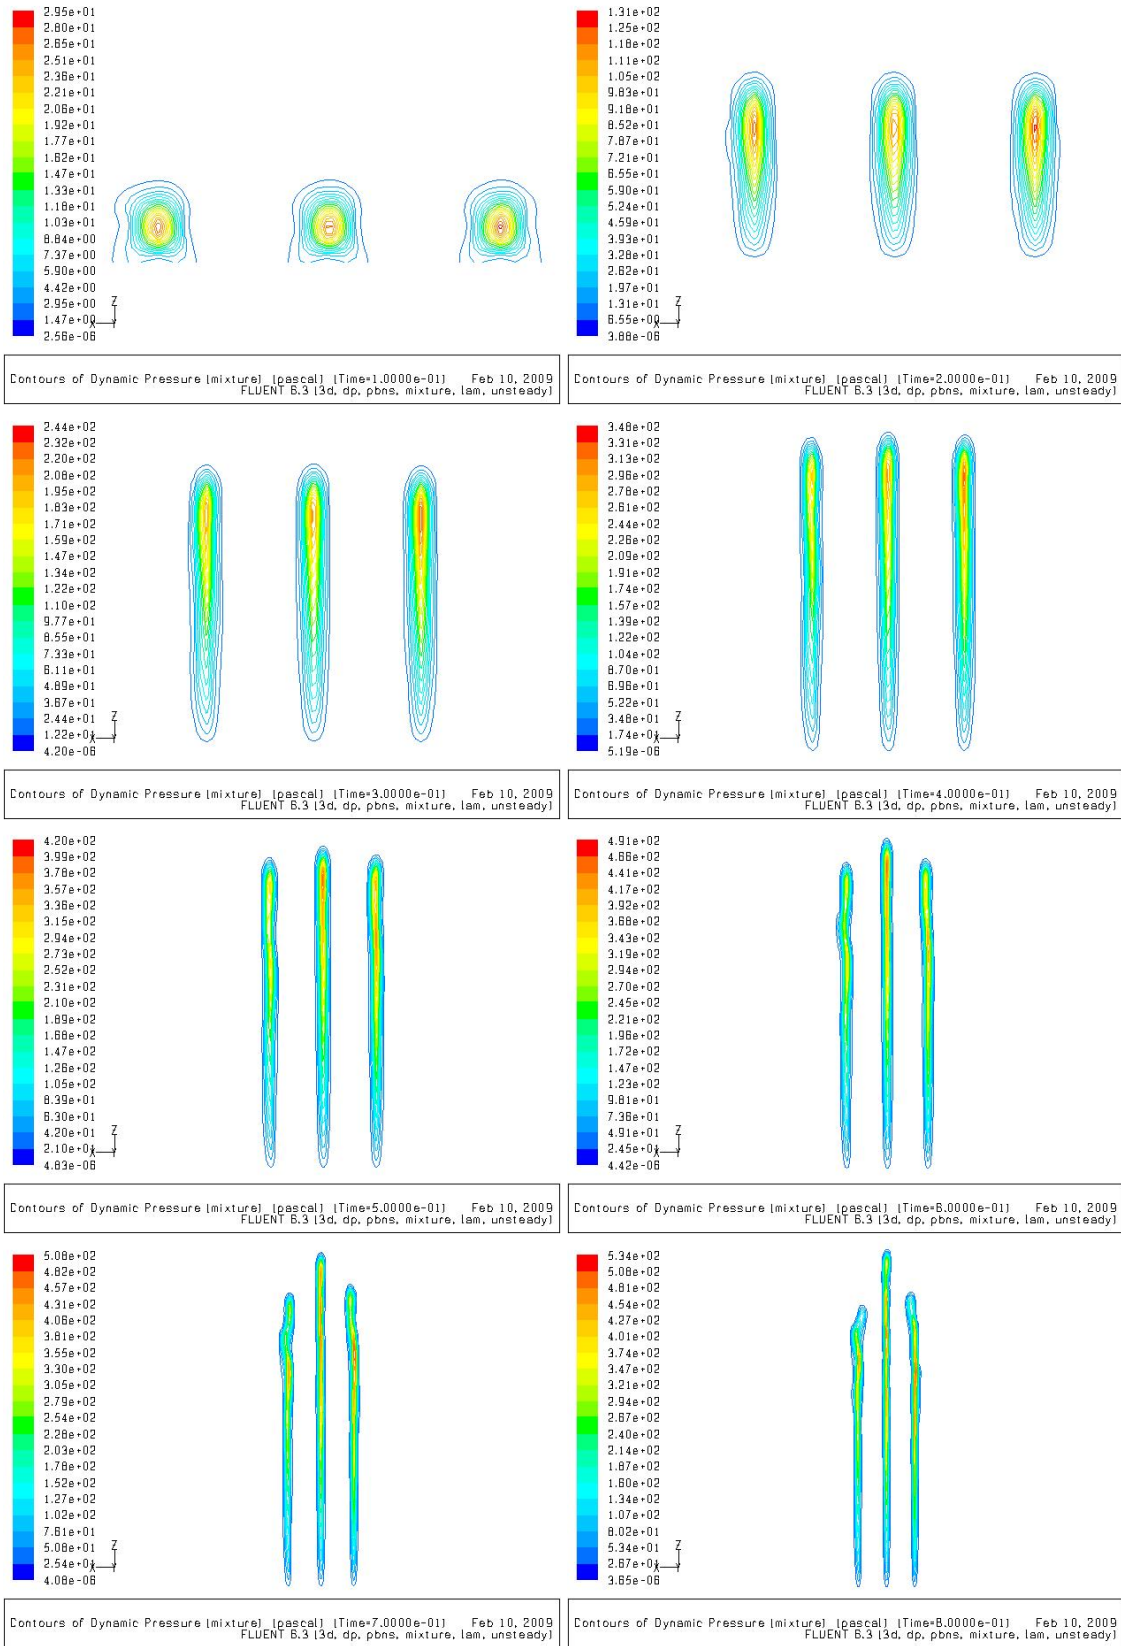 2.95e+01
2.80e+01
2.65e+01
2.51e+01
2.36e+01
2.21e+01
2.06e+01
1.92e+01
1.77e+01
1.62e+01
1.47e+01
1.33e+01
1.18e+01
1.03e+01
8.84e+00
7.37e+00
5.90e+00
4.42e+00
2.95e+00
1.47e+00
2.56e-06
Z
X Y
Contours of Dynamic Pressure (mixture) (pascal) (Time=1.0000e-01) Feb 10, 2009
FLUENT 6.3 (3d, dp, pbns, mixture, lam, unsteady)
1.31e+02
1.25e+02
1.18e+02
1.11e+02
1.05e+02
9.83e+01
9.18e+01
8.52e+01
7.87e+01
7.21e+01
6.55e+01
5.90e+01
5.24e+01
4.59e+01
3.93e+01
3.28e+01
2.62e+01
1.97e+01
1.31e+01
6.55e+00
3.88e-06
Z
X Y
Contours of Dynamic Pressure (mixture) (pascal) (Time=2.0000e-01) Feb 10, 2009
FLUENT 6.3 (3d, dp, pbns, mixture, lam, unsteady)
2.44e+02
2.32e+02
2.20e+02
2.08e+02
1.95e+02
1.83e+02
1.71e+02
1.59e+02
1.47e+02
1.34e+02
1.22e+02
1.10e+02
9.77e+01
8.55e+01
7.33e+01
6.11e+01
4.89e+01
3.67e+01
2.44e+01
1.22e+01
4.20e-06
Z
X Y
Contours of Dynamic Pressure (mixture) (pascal) (Time=3.0000e-01) Feb 10, 2009
FLUENT 6.3 (3d, dp, pbns, mixture, lam, unsteady)
3.48e+02
3.31e+02
3.13e+02
2.96e+02
2.78e+02
2.61e+02
2.44e+02
2.26e+02
2.09e+02
1.91e+02
1.74e+02
1.57e+02
1.39e+02
1.22e+02
1.04e+02
8.70e+01
6.96e+01
5.22e+01
3.48e+01
1.74e+01
5.19e-06
Z
X Y
Contours of Dynamic Pressure (mixture) (pascal) (Time=4.0000e-01) Feb 10, 2009
FLUENT 6.3 (3d, dp, pbns, mixture, lam, unsteady)
4.20e+02
3.99e+02
3.78e+02
3.57e+02
3.36e+02
3.15e+02
2.94e+02
2.73e+02
2.52e+02
2.31e+02
2.10e+02
1.89e+02
1.68e+02
1.47e+02
1.26e+02
1.05e+02
8.39e+01
6.30e+01
4.20e+01
2.10e+01
4.83e-06
Z
X Y
Contours of Dynamic Pressure (mixture) (pascal) (Time=5.0000e-01) Feb 10, 2009
FLUENT 6.3 (3d, dp, pbns, mixture, lam, unsteady)
4.91e+02
4.66e+02
4.41e+02
4.17e+02
3.92e+02
3.68e+02
3.43e+02
3.19e+02
2.94e+02
2.70e+02
2.45e+02
2.21e+02
1.96e+02
1.72e+02
1.47e+02
1.23e+02
9.81e+01
7.36e+01
4.91e+01
2.45e+01
4.42e-06
Z
X Y
Contours of Dynamic Pressure (mixture) (pascal) (Time=6.0000e-01) Feb 10, 2009
FLUENT 6.3 (3d, dp, pbns, mixture, lam, unsteady)
5.08e+02
4.82e+02
4.57e+02
4.31e+02
4.06e+02
3.81e+02
3.55e+02
3.30e+02
3.05e+02
2.79e+02
2.54e+02
2.28e+02
2.03e+02
1.78e+02
1.52e+02
1.27e+02
1.02e+02
7.61e+01
5.08e+01
2.54e+01
4.08e-06
Z
X Y
Contours of Dynamic Pressure (mixture) (pascal) (Time=7.0000e-01) Feb 10, 2009
FLUENT 6.3 (3d, dp, pbns, mixture, lam, unsteady)
5.34e+02
5.08e+02
4.81e+02
4.54e+02
4.27e+02
4.01e+02
3.74e+02
3.47e+02
3.21e+02
2.94e+02
2.67e+02
2.40e+02
2.14e+02
1.87e+02
1.60e+02
1.34e+02
1.07e+02
8.02e+01
5.34e+01
2.67e+01
3.65e-06
Z
X Y
Contours of Dynamic Pressure (mixture) (pascal) (Time=8.0000e-01) Feb 10, 2009
FLUENT 6.3 (3d, dp, pbns, mixture, lam, unsteady)